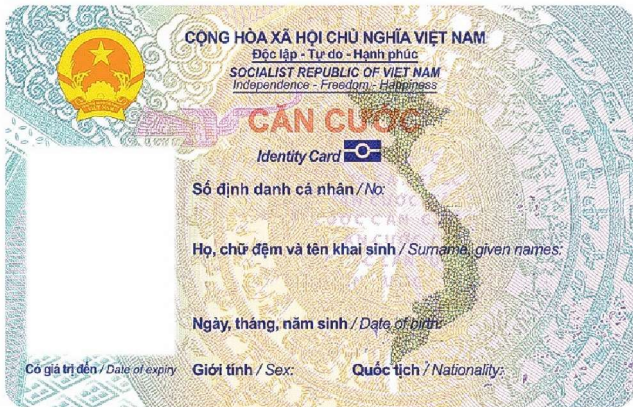 CỘNG HÒA XÃ HỘI CHỦ NGHĨA VIỆT NAM
Độc lập - Tự do - Hạnh phúc
SOCIALIST REPUBLIC OF VIET NAM
Independence - Freedom - Happiness
CĂN CƯỚC
Identity Card
Số định danh cá nhân / No:
Họ, chữ đệm và tên khai sinh / Surname, given names:
Ngày, tháng, năm sinh / Date of birth:
Có giá trị đến / Date of expiry
Giới tính / Sex: Quốc tịch / Nationality: